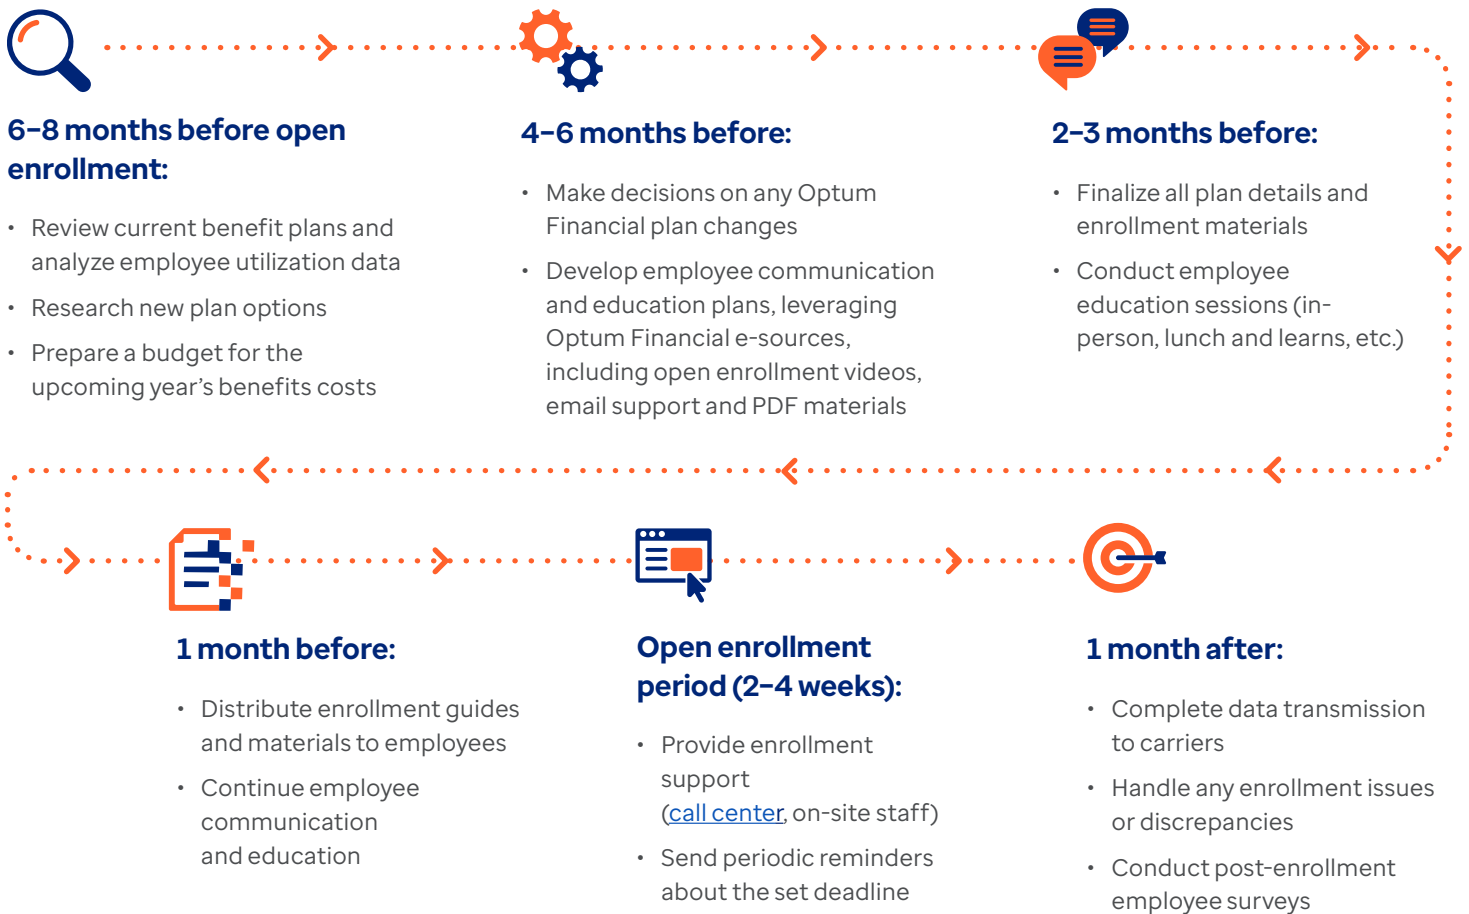 6–8 months before open
enrollment:
• Review current benefit plans and
analyze employee utilization data
• Research new plan options
• Prepare a budget for the
upcoming year’s benefits costs
4–6 months before:
• Make decisions on any Optum
Financial plan changes
• Develop employee communication
and education plans, leveraging
Optum Financial e-sources,
including open enrollment videos,
email support and PDF materials
2–3 months before:
• Finalize all plan details and
enrollment materials
• Conduct employee
education sessions (in-
person, lunch and learns, etc.)
1 month before:
• Distribute enrollment guides
and materials to employees
• Continue employee
communication
and education
Open enrollment
period (2–4 weeks):
• Provide enrollment
support
(call center, on-site staff)
• Send periodic reminders
about the set deadline
1 month after:
• Complete data transmission
to carriers
• Handle any enrollment issues
or discrepancies
• Conduct post-enrollment
employee surveys